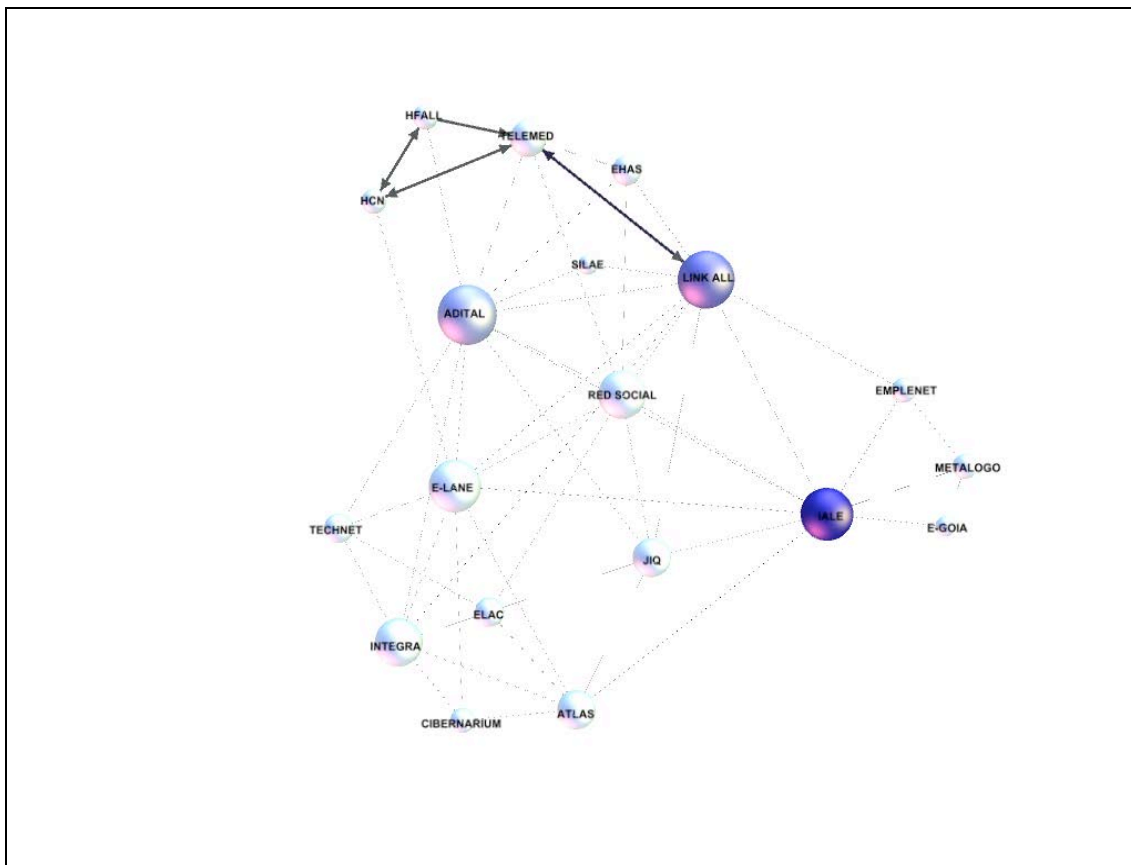 HFALL
TELEMED
EHAS
HCN
SILAE
LINK ALL
ADITAL
RED SOCIAL
EMPLENET
METALOGO
E-LANE
IALE
E-GOIA
TECHNET
JIQ
ELAC
INTEGRA
ATLAS
CIBERNARIUM